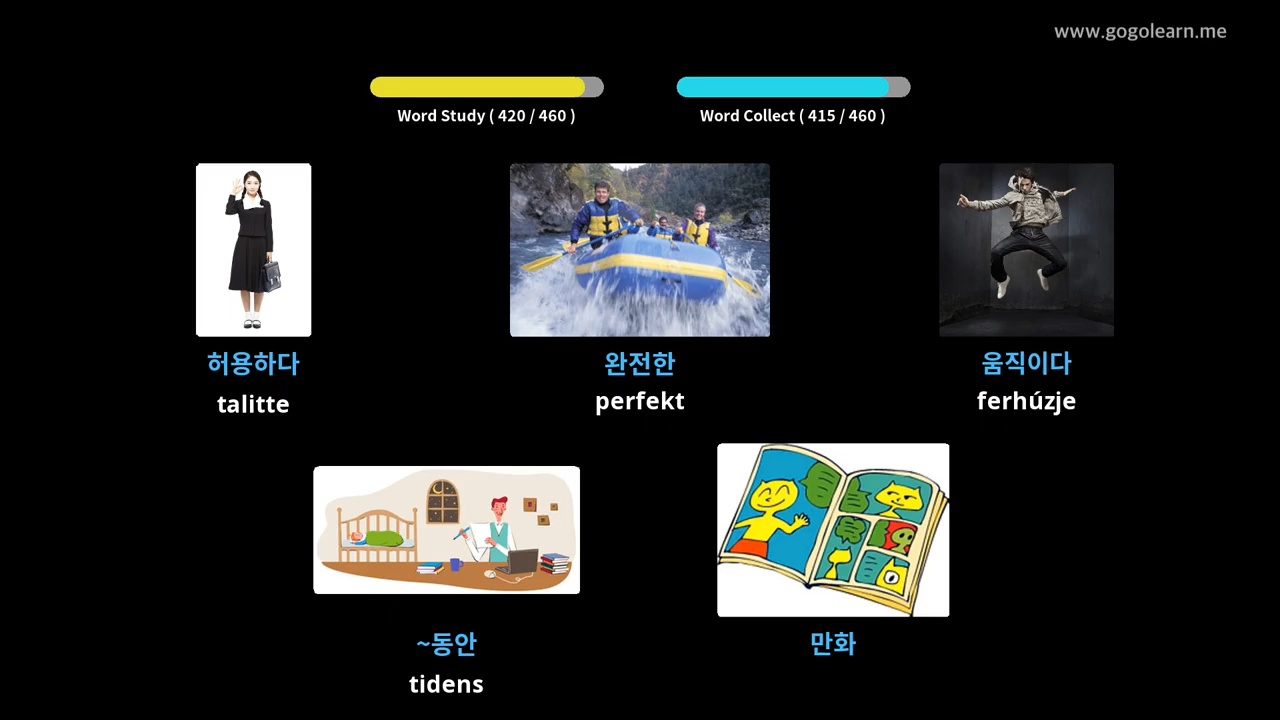 www.gogolearn.me
Word Study ( 420 / 460 )
Word Collect ( 415 / 460 )
허용하다
talitte
완전한
perfekt
움직이다
ferhúzje
~동안
tidens
만화